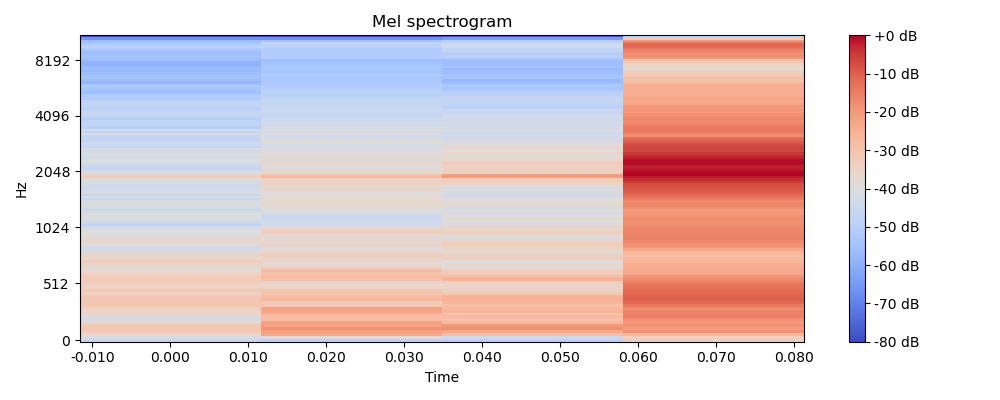 Mel spectrogram
Hz
8192
4096
2048
1024
512
0
-0.010 0.000 0.010 0.020 0.030 0.040 0.050 0.060 0.070 0.080
Time
+0 dB
-10 dB
-20 dB
-30 dB
-40 dB
-50 dB
-60 dB
-70 dB
-80 dB